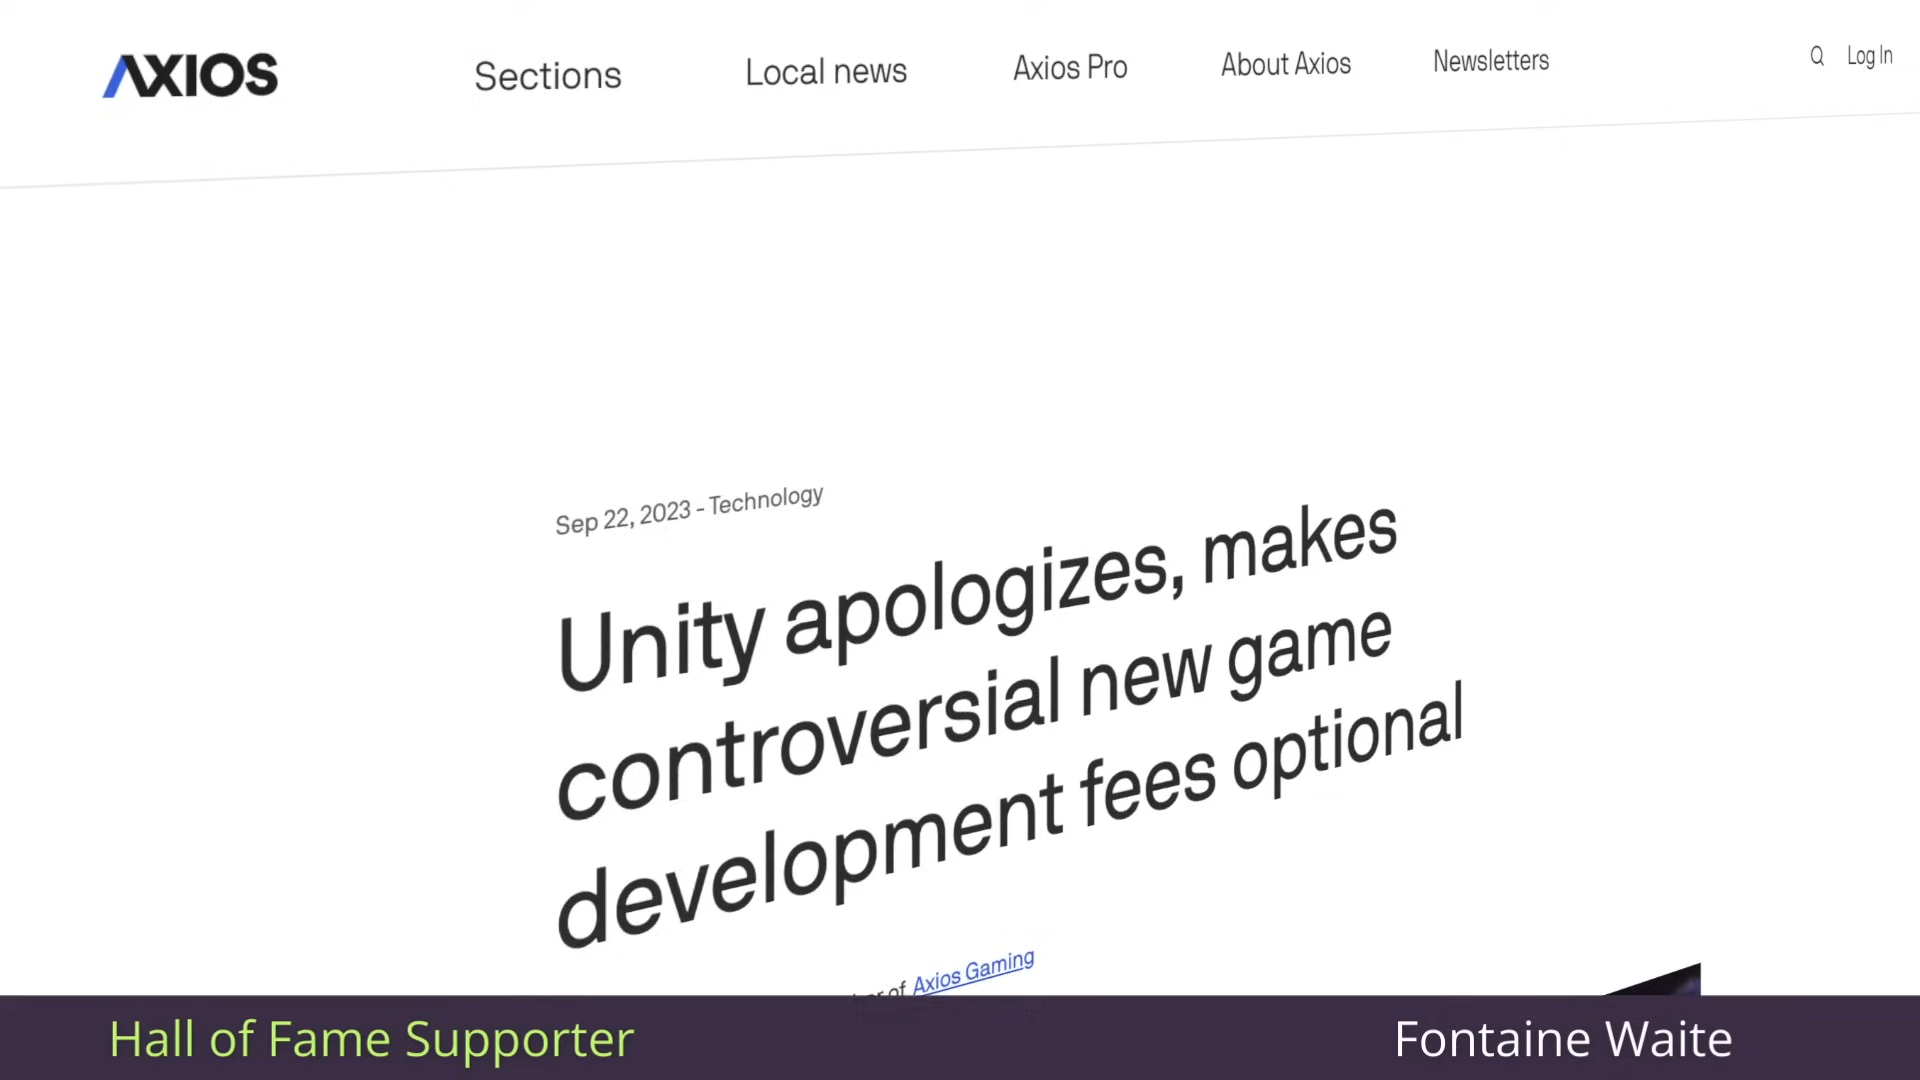 AXIOS
Sections
Local news
Axios Pro
About Axios
Newsletters
Log In
Sep 22, 2023 - Technology
Unity apologizes, makes
controversial new game
development fees optional
of Axios Gaming
Hall of Fame Supporter
Fontaine Waite